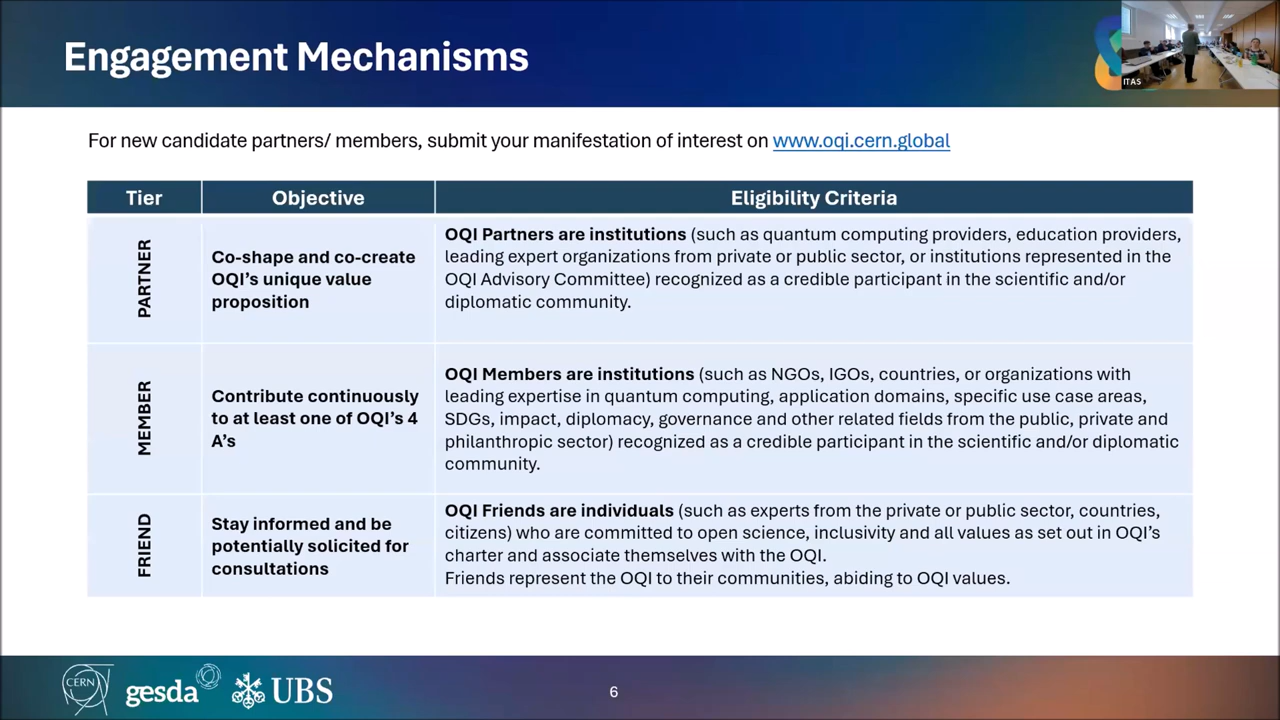 Engagement Mechanisms
ITAS
For new candidate partners/ members, submit your manifestation of interest on www.oqi.cern.global
Tier
Objective
Eligibility Criteria
PARTNER
Co-shape and co-create
OQI's unique value
proposition
OQI Partners are institutions (such as quantum computing providers, education providers,
leading expert organizations from private or public sector, or institutions represented in the
OQI Advisory Committee) recognized as a credible participant in the scientific and/or
diplomatic community.
MEMBER
Contribute continuously
to at least one of OQI's 4
A's
OQI Members are institutions (such as NGOs, IGOs, countries, or organizations with
leading expertise in quantum computing, application domains, specific use case areas,
SDGs, impact, diplomacy, governance and other related fields from the public, private and
philanthropic sector) recognized as a credible participant in the scientific and/or diplomatic
community.
FRIEND
Stay informed and be
potentially solicited for
consultations
OQI Friends are individuals (such as experts from the private or public sector, countries,
citizens) who are committed to open science, inclusivity and all values as set out in OQI's
charter and associate themselves with the OQI.
Friends represent the OQI to their communities, abiding to OQI values.
CERN
gesda
UBS
6